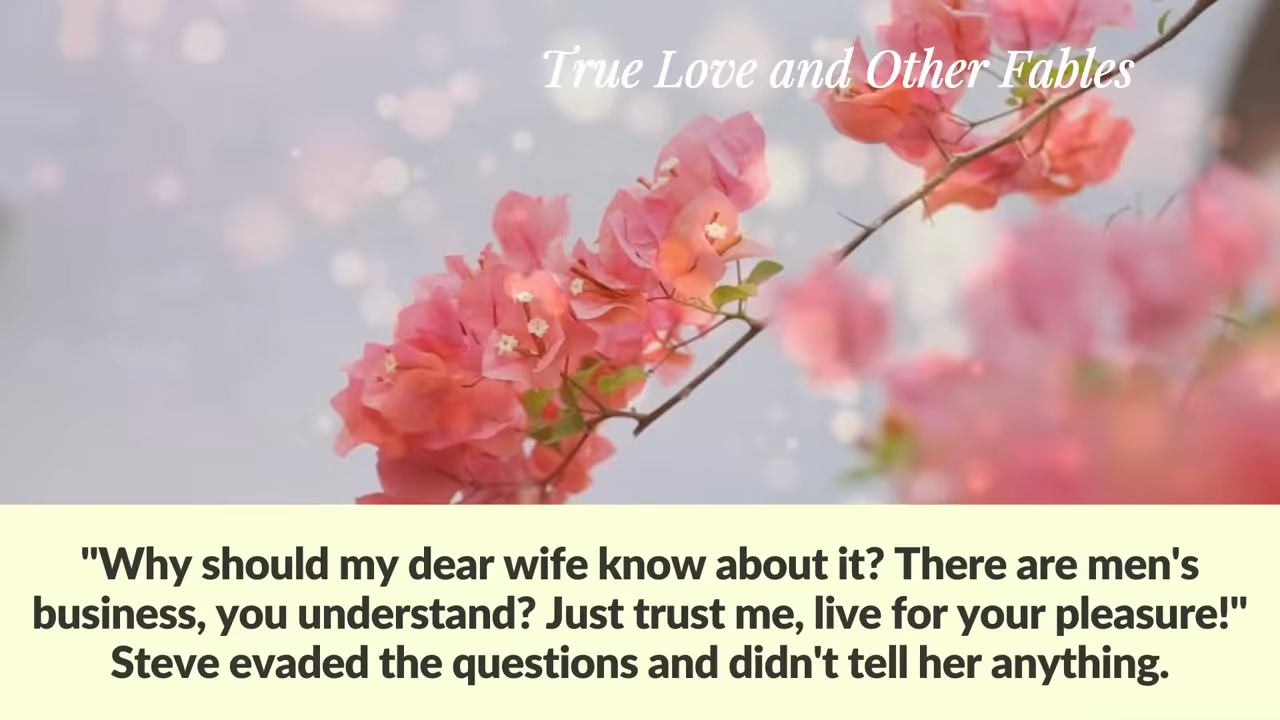 True Love and Other Fables
"Why should my dear wife know about it? There are men's
business, you understand? Just trust me, live for your pleasure!"
Steve evaded the questions and didn't tell her anything.